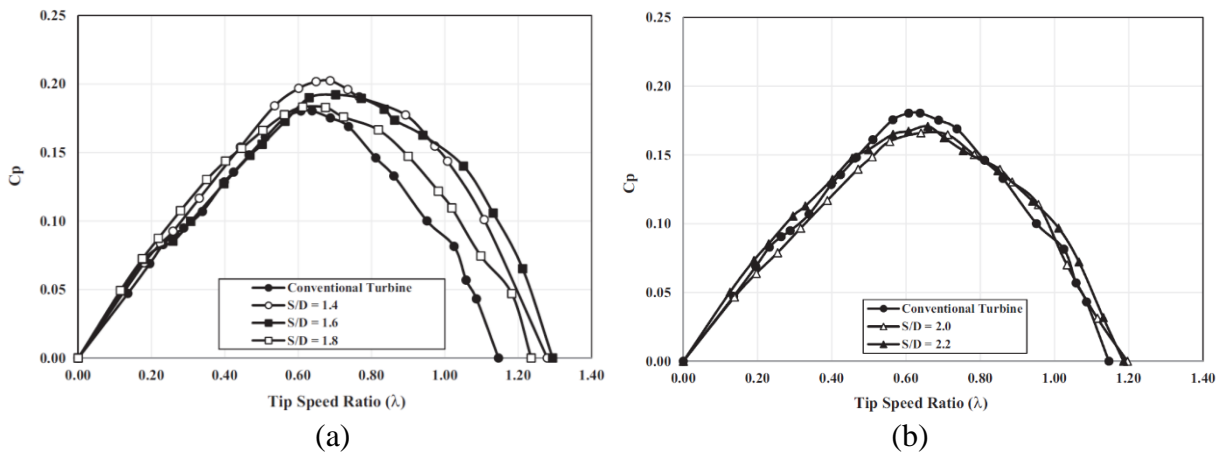 0.25
0.20
0.15
0.10
0.05
0.00
Cp
Conventional Turbine
S/D = 1.4
S/D = 1.6
S/D = 1.8
0.00 0.20 0.40 0.60 0.80 1.00 1.20 1.40
Tip Speed Ratio (λ)
(a)
0.25
0.20
0.15
0.10
0.05
0.00
Cp
Conventional Turbine
S/D = 2.0
S/D = 2.2
0.00 0.20 0.40 0.60 0.80 1.00 1.20 1.40
Tip Speed Ratio (λ)
(b)